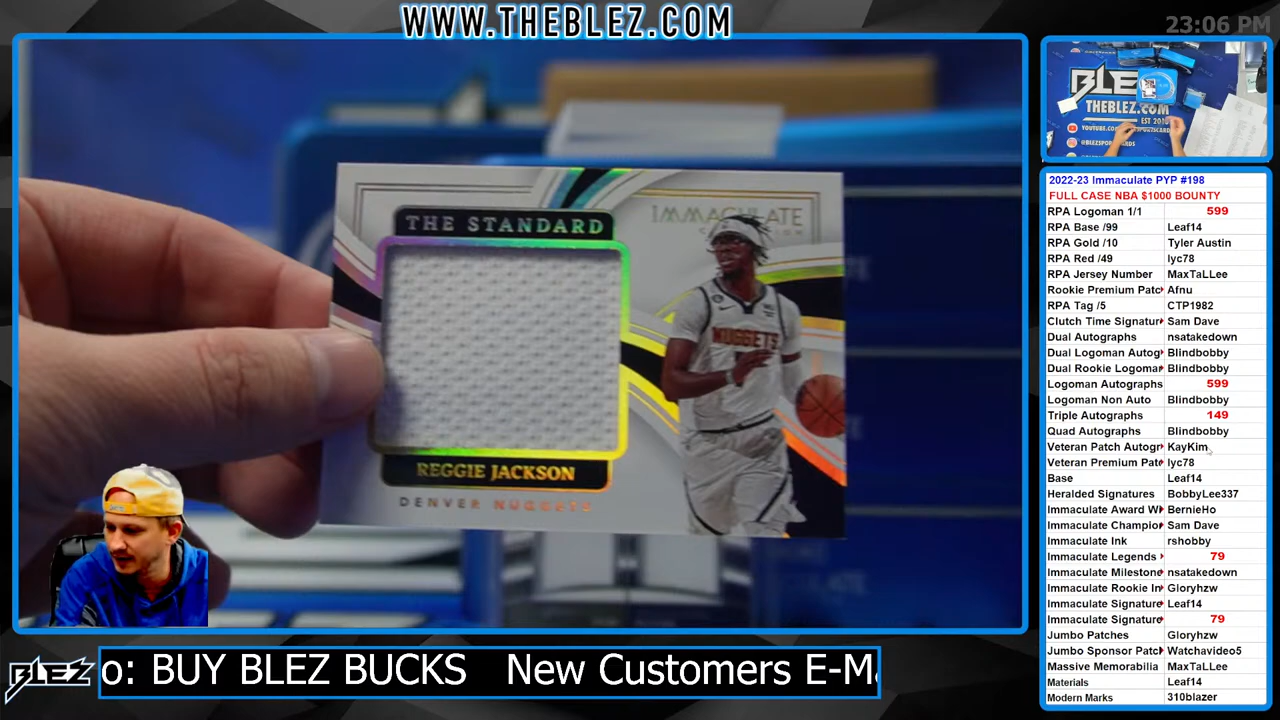 WWW.THEBLEZ.COM
23:06 PM
THE STANDARD
IMMACULATE
NUGGETS
REGGIE JACKSON
DENVER NUGGETS
BLEZ
THEBLEZ.COM
2022-23 Immaculate PYP #198
FULL CASE NBA $1000 BOUNTY
RPA Logoman 1/1 599
RPA Base /99 Leaf14
RPA Gold /10 Tyler Austin
RPA Red /49 lyc78
RPA Jersey Number MaxTaLLee
Rookie Premium Patc Afnu
RPA Tag /5 CTP1982
Clutch Time Signatur Sam Dave
Dual Autographs nsatakedown
Dual Logoman Autog Blindbobby
Dual Rookie Logomar Blindbobby
Logoman Autographs 599
Logoman Non Auto Blindbobby
Triple Autographs 149
Quad Autographs Blindbobby
Veteran Patch Autogr KayKim
Veteran Premium Pat lyc78
Base Leaf14
Heralded Signatures BobbyLee337
Immaculate Award Wi BernieHo
Immaculate Champio Sam Dave
Immaculate Ink rshobby
Immaculate Legends 79
Immaculate Milestone nsatakedown
Immaculate Rookie In Gloryhzw
Immaculate Signature Leaf14
Immaculate Signature 79
Jumbo Patches Gloryhzw
Jumbo Sponsor Patcl Watchavideo5
Massive Memorabilia MaxTaLLee
Materials Leaf14
Modern Marks 310blazer
BLEZ
o: BUY BLEZ BUCKS New Customers E-Ma